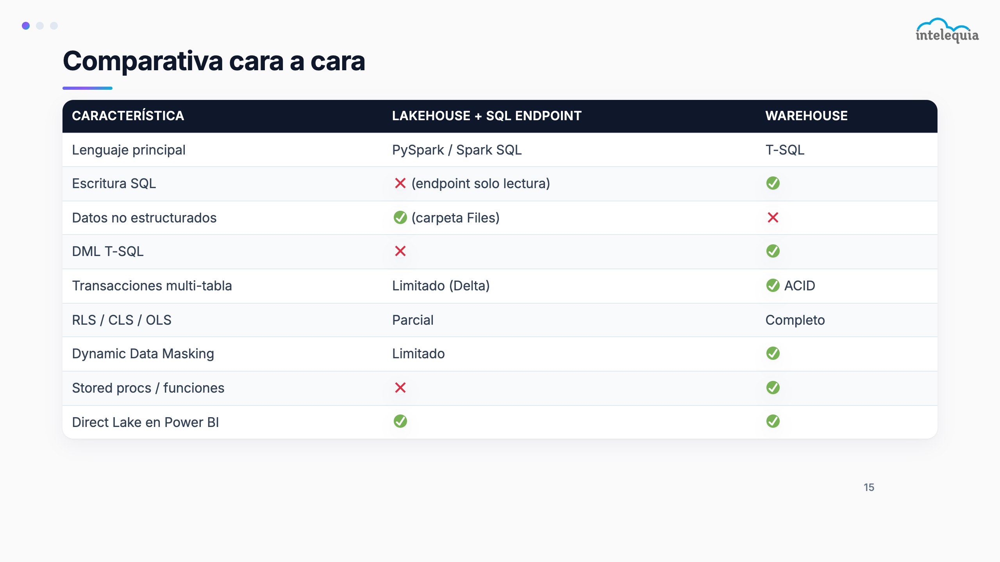 intelequia
Comparativa cara a cara
CARACTERÍSTICA LAKEHOUSE + SQL ENDPOINT WAREHOUSE
Lenguaje principal PySpark / Spark SQL T-SQL
Escritura SQL ❌ (endpoint solo lectura) ✅
Datos no estructurados ✅ (carpeta Files) ❌
DML T-SQL ❌ ✅
Transacciones multi-tabla Limitado (Delta) ✅ ACID
RLS / CLS / OLS Parcial Completo
Dynamic Data Masking Limitado ✅
Stored procs / funciones ❌ ✅
Direct Lake en Power BI ✅ ✅
15